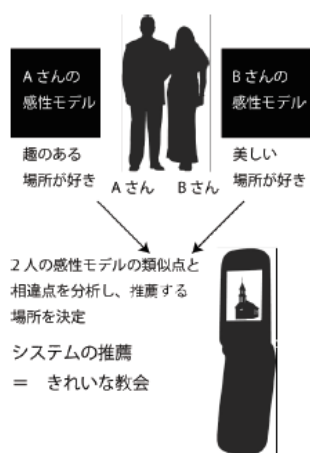 Aさんの
感性モデル
Bさんの
感性モデル
趣のある
場所が好き
美しい
場所が好き
Aさん
Bさん
2人の感性モデルの類似点と
相違点を分析し、推薦する
場所を決定
システムの推薦
= きれいな教会